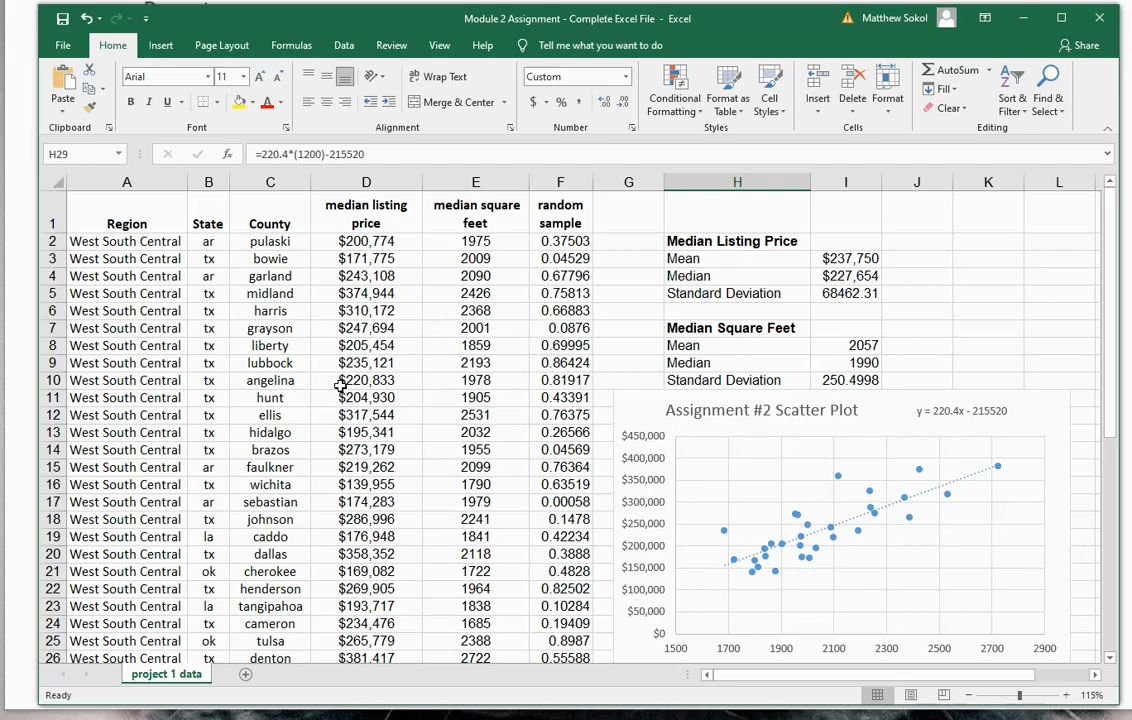 Module 2 Assignment - Complete Excel File - Excel
Matthew Sokol
File Home Insert Page Layout Formulas Data Review View Help Tell me what you want to do Share
Paste
Clipboard
Arial 11
B I U
Font
Wrap Text
Merge & Center
Alignment
Custom
$ % ,
Number
Conditional Formatting
Format as Table
Cell Styles
Styles
Insert Delete Format
Cells
AutoSum
Fill
Clear
Sort & Filter
Find & Select
Editing
H29 fx =220.4*(1200)-215520
A B C D E F G H I J K L
1 Region State County median listing price median square feet random sample
2 West South Central ar pulaski $200,774 1975 0.37503 Median Listing Price
3 West South Central tx bowie $171,775 2009 0.04529 Mean $237,750
4 West South Central ar garland $243,108 2090 0.67796 Median $227,654
5 West South Central tx midland $374,944 2426 0.75813 Standard Deviation 68462.31
6 West South Central tx harris $310,172 2368 0.66883
7 West South Central tx grayson $247,694 2001 0.0876 Median Square Feet
8 West South Central tx liberty $205,454 1859 0.69995 Mean 2057
9 West South Central tx lubbock $235,121 2193 0.86424 Median 1990
10 West South Central tx angelina $220,833 1978 0.81917 Standard Deviation 250.4998
11 West South Central tx hunt $204,930 1905 0.43391
12 West South Central tx ellis $317,544 2531 0.76375
13 West South Central tx hidalgo $195,341 2032 0.26566
14 West South Central tx brazos $273,179 1955 0.04569
15 West South Central ar faulkner $219,262 2099 0.76364
16 West South Central tx wichita $139,955 1790 0.63519
17 West South Central ar sebastian $174,283 1979 0.00058
18 West South Central tx johnson $286,996 2241 0.1478
19 West South Central la caddo $176,948 1841 0.42234
20 West South Central tx dallas $358,352 2118 0.3888
21 West South Central ok cherokee $169,082 1722 0.4828
22 West South Central tx henderson $269,905 1964 0.82502
23 West South Central la tangipahoa $193,717 1838 0.10284
24 West South Central tx cameron $234,476 1685 0.19409
25 West South Central ok tulsa $265,779 2388 0.8987
26 West South Central tx denton $381,417 2722 0.55588
Assignment #2 Scatter Plot
y = 220.4x - 215520
$450,000
$400,000
$350,000
$300,000
$250,000
$200,000
$150,000
$100,000
$50,000
$0
1500 1700 1900 2100 2300 2500 2700 2900
project 1 data
Ready
115%